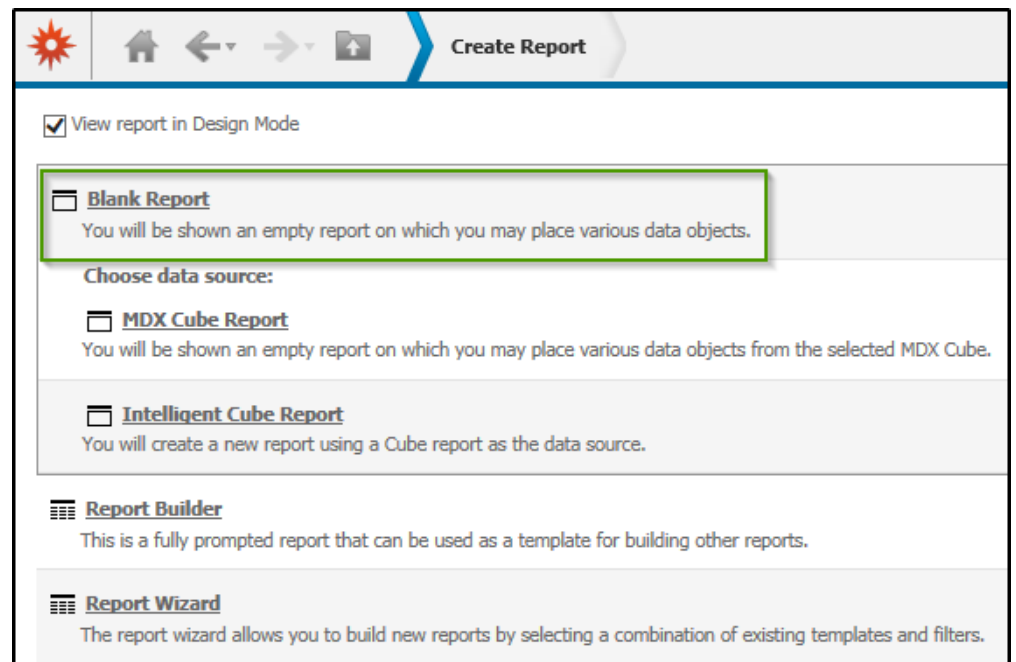 Create Report
View report in Design Mode
Blank Report
You will be shown an empty report on which you may place various data objects.
Choose data source:
MDX Cube Report
You will be shown an empty report on which you may place various data objects from the selected MDX Cube.
Intelligent Cube Report
You will create a new report using a Cube report as the data source.
Report Builder
This is a fully prompted report that can be used as a template for building other reports.
Report Wizard
The report wizard allows you to build new reports by selecting a combination of existing templates and filters.